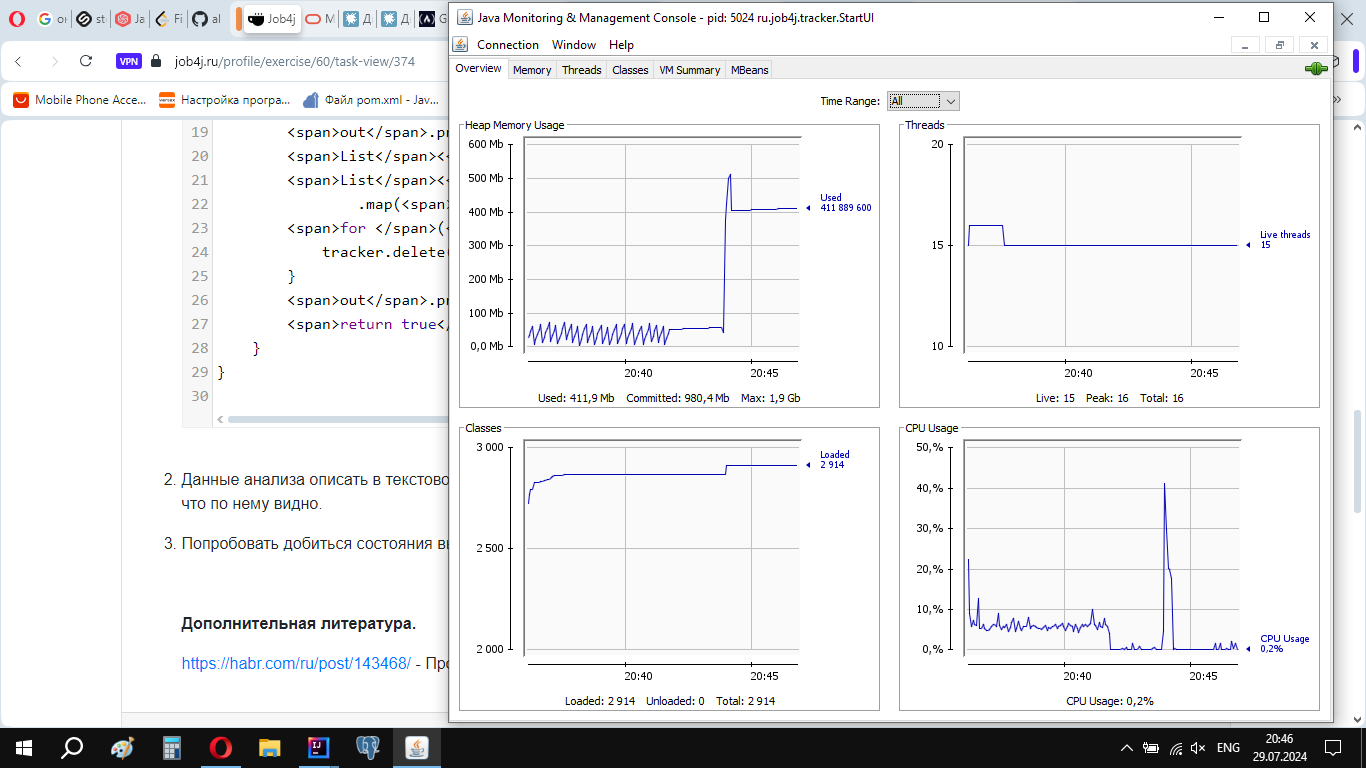 or
st
Ja
Fi
al
Job4j
M
Д
Д
G
VPN
job4j.ru/profile/exercise/60/task-view/374
Mobile Phone Acce...
Настройка програ...
Файл pom.xml - Jav...
»
19 <span>out</span>.pr
20 <span>List</span><
21 <span>List</span><
22 .map(<span>
23 <span>for </span>(<
24 tracker.delete(
25 }
26 <span>out</span>.pr
27 <span>return true</
28 }
29 }
30
2. Данные анализа описать в текстово
что по нему видно.
3. Попробовать добиться состояния вы
Дополнительная литература.
https://habr.com/ru/post/143468/ - Про
Java Monitoring & Management Console - pid: 5024 ru.job4j.tracker.StartUI
Connection Window Help
Overview Memory Threads Classes VM Summary MBeans
Time Range: All
Heap Memory Usage
600 Mb
500 Mb
400 Mb
300 Mb
200 Mb
100 Mb
0,0 Mb
Used
411 889 600
20:40 20:45
Used: 411,9 Mb Committed: 980,4 Mb Max: 1,9 Gb
Threads
20
15
10
Live threads
15
20:40 20:45
Live: 15 Peak: 16 Total: 16
Classes
3 000
2 500
2 000
Loaded
2 914
20:40 20:45
Loaded: 2 914 Unloaded: 0 Total: 2 914
CPU Usage
50,%
40,%
30,%
20,%
10,%
0,%
CPU Usage
0,2%
20:40 20:45
CPU Usage: 0,2%
ENG
20:46
29.07.2024